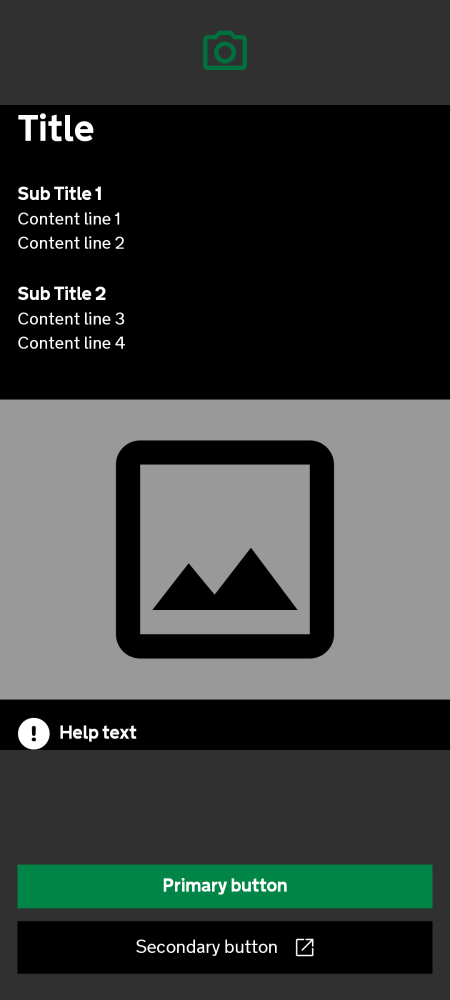 Title
Sub Title 1
Content line 1
Content line 2
Sub Title 2
Content line 3
Content line 4
Help text
Primary button
Secondary button